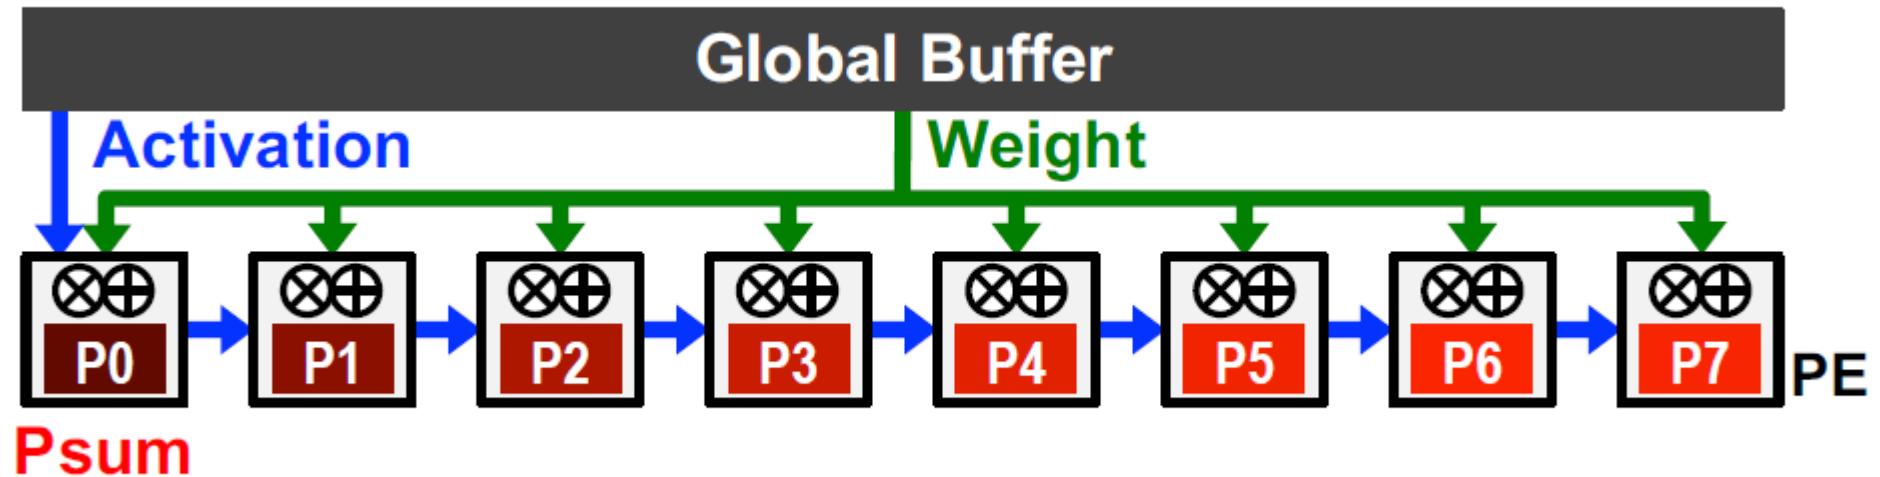 Global Buffer
Activation
Weight
P0 P1 P2 P3 P4 P5 P6 P7
PE
Psum